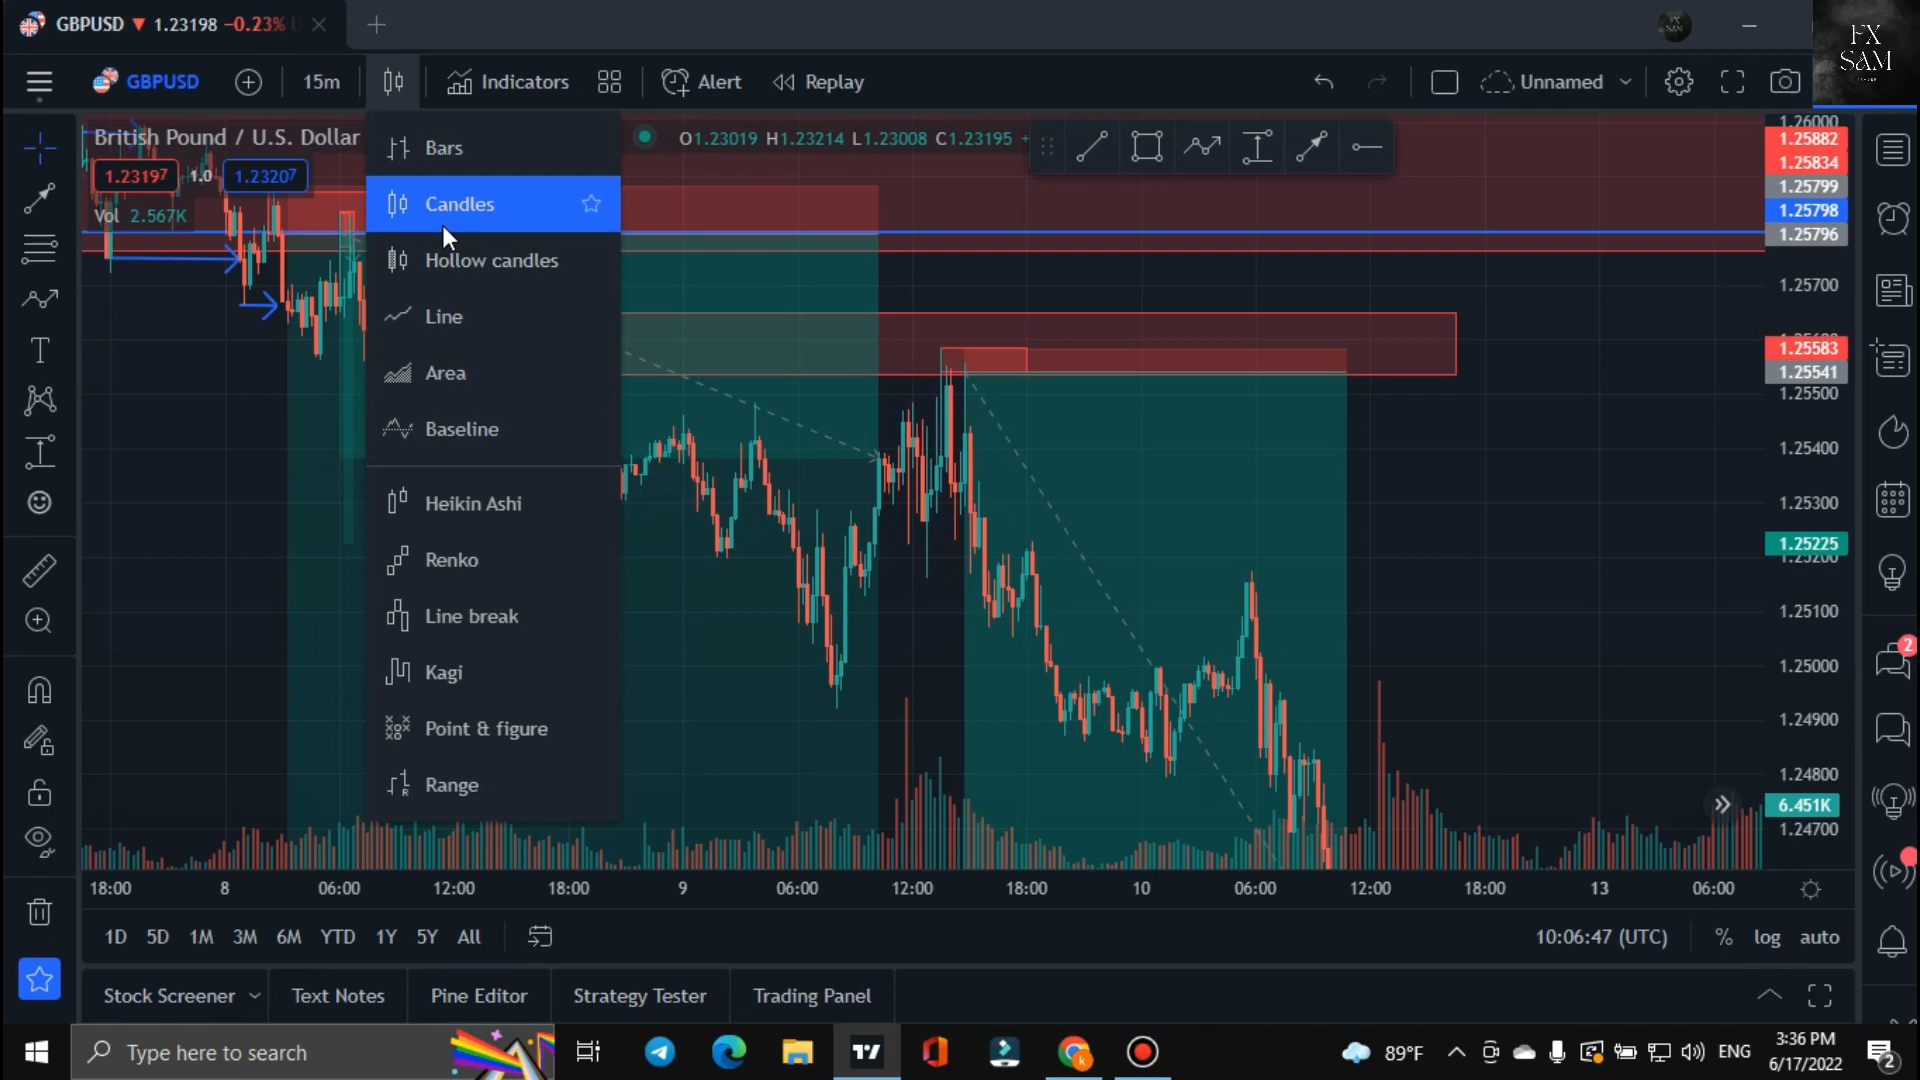 GBPUSD ▼ 1.23198 −0.23%
FX
SAM
GBPUSD
15m
Indicators
Alert
Replay
Unnamed
British Pound / U.S. Dollar
O1.23019 H1.23214 L1.23008 C1.23195
1.23197
1.0
1.23207
Vol 2.567K
Bars
Candles
Hollow candles
Line
Area
Baseline
Heikin Ashi
Renko
Line break
Kagi
Point & figure
Range
1.26000
1.25882
1.25834
1.25799
1.25798
1.25796
1.25700
1.25583
1.25541
1.25500
1.25400
1.25300
1.25225
1.25200
1.25100
1.25000
1.24900
1.24800
6.451K
1.24700
18:00 8 06:00 12:00 18:00 9 06:00 12:00 18:00 10 06:00 12:00 18:00 13 06:00
1D 5D 1M 3M 6M YTD 1Y 5Y All
10:06:47 (UTC) % log auto
Stock Screener Text Notes Pine Editor Strategy Tester Trading Panel
2
Type here to search
89°F
ENG
3:36 PM
6/17/2022
2